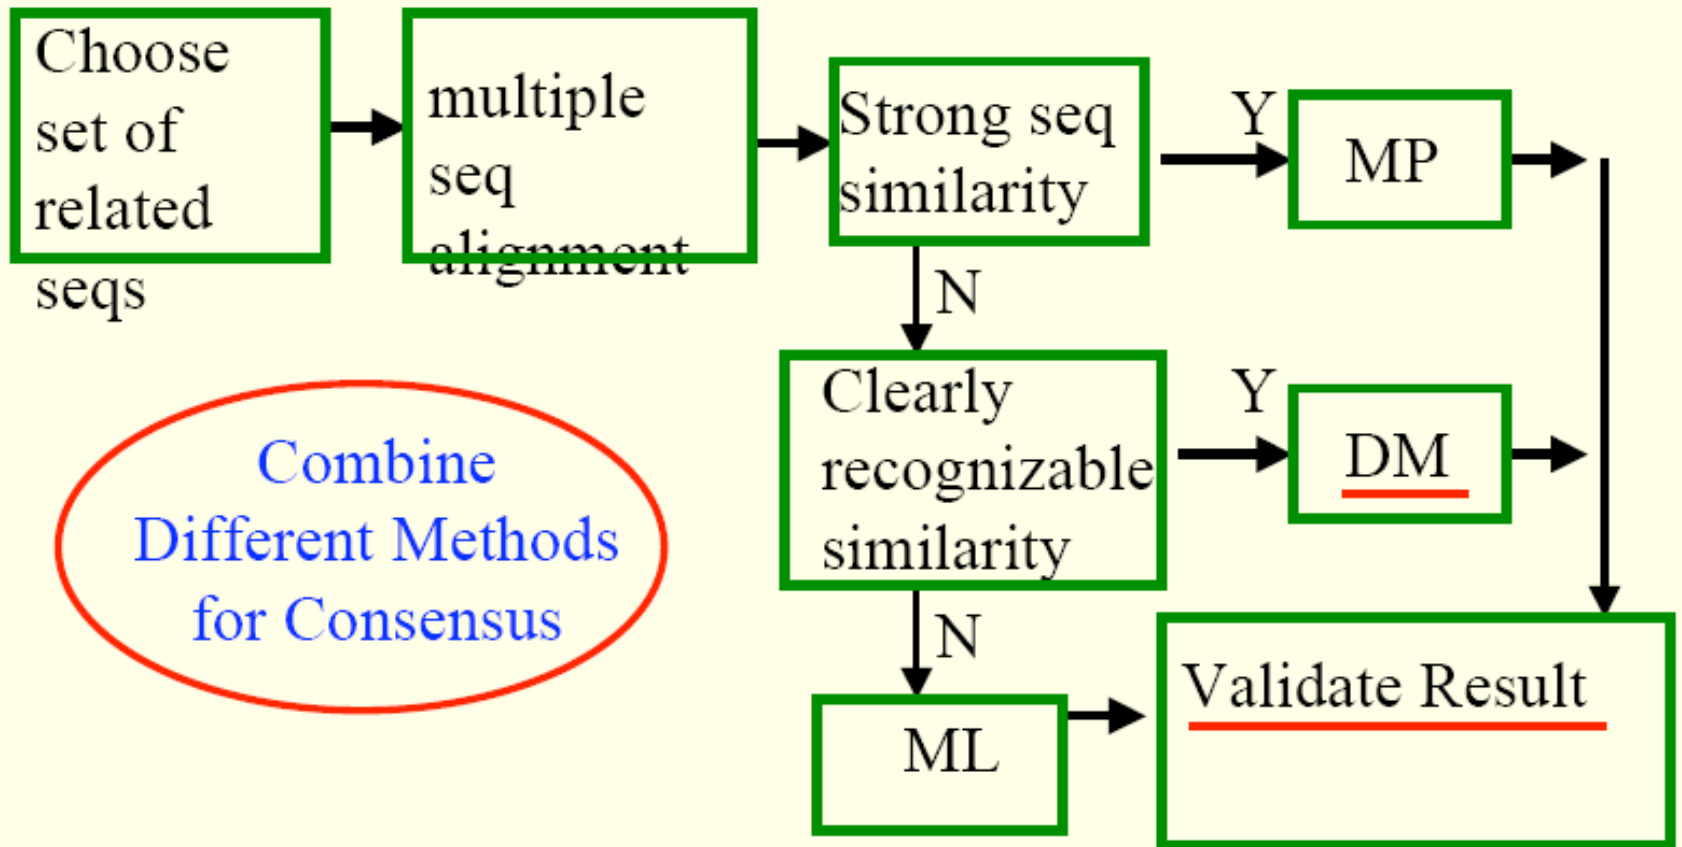 Choose
set of
related
seqs
multiple
seq
alignment
Strong seq
similarity
Y
MP
N
Clearly
recognizable
similarity
Y
DM
N
ML
Validate Result
Combine
Different Methods
for Consensus